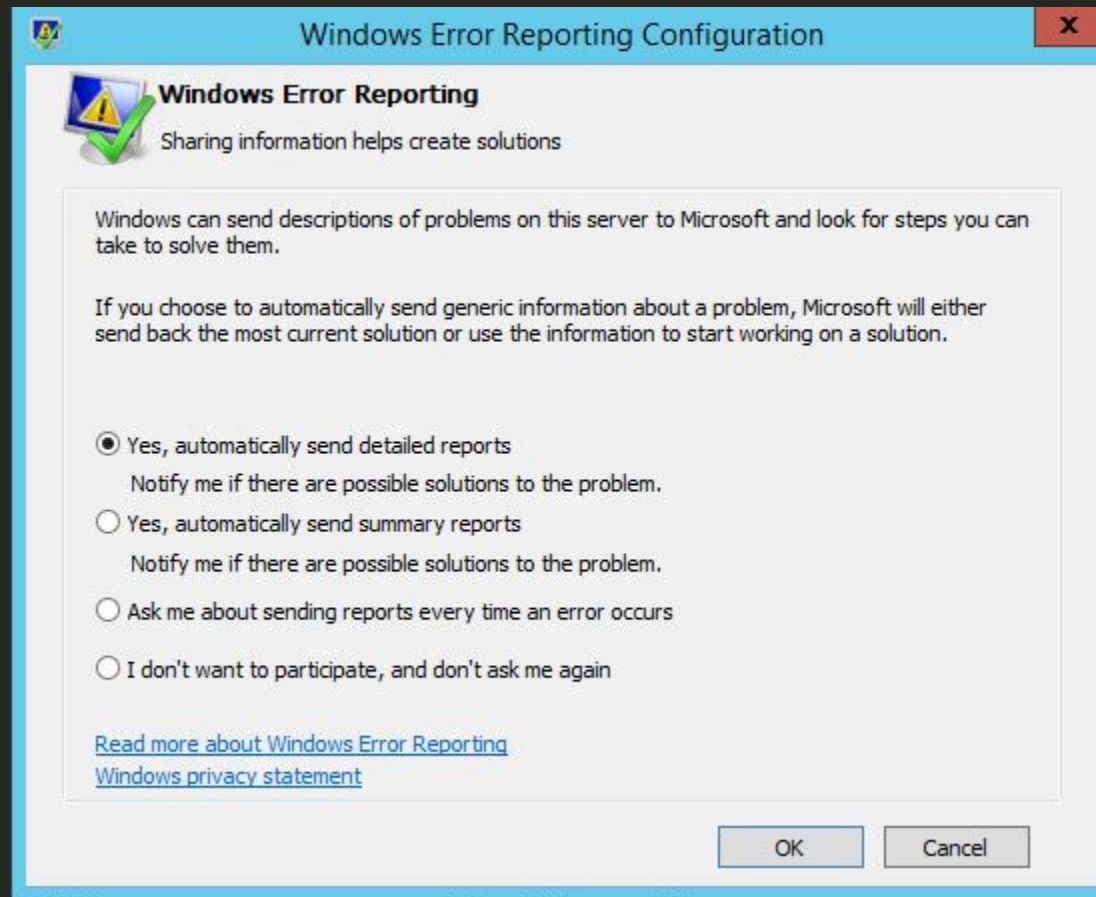 Windows Error Reporting Configuration
x
Windows Error Reporting
Sharing information helps create solutions
Windows can send descriptions of problems on this server to Microsoft and look for steps you can
take to solve them.
If you choose to automatically send generic information about a problem, Microsoft will either
send back the most current solution or use the information to start working on a solution.
Yes, automatically send detailed reports
Notify me if there are possible solutions to the problem.
Yes, automatically send summary reports
Notify me if there are possible solutions to the problem.
Ask me about sending reports every time an error occurs
I don't want to participate, and don't ask me again
Read more about Windows Error Reporting
Windows privacy statement
OK Cancel